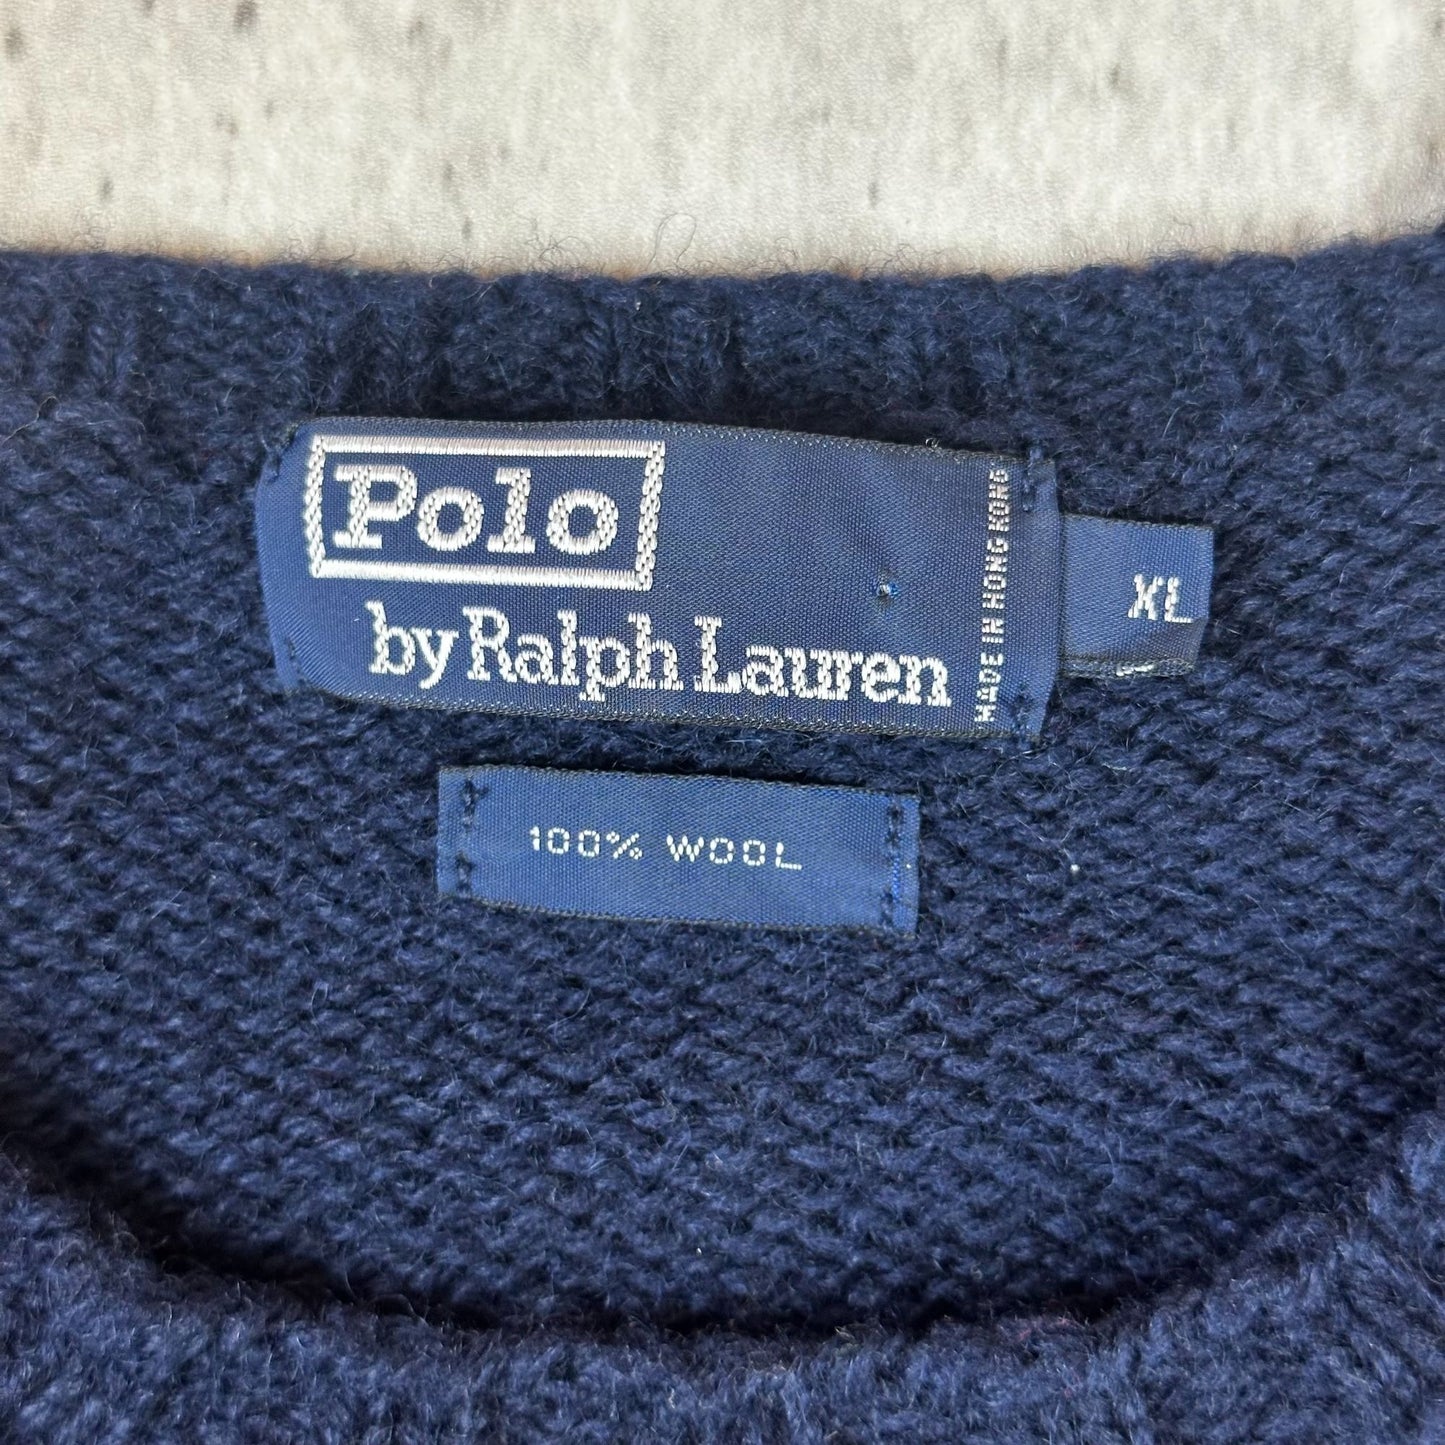 Polo
by Ralph Lauren
MADE IN HONG KONG
XL
100% WOOL